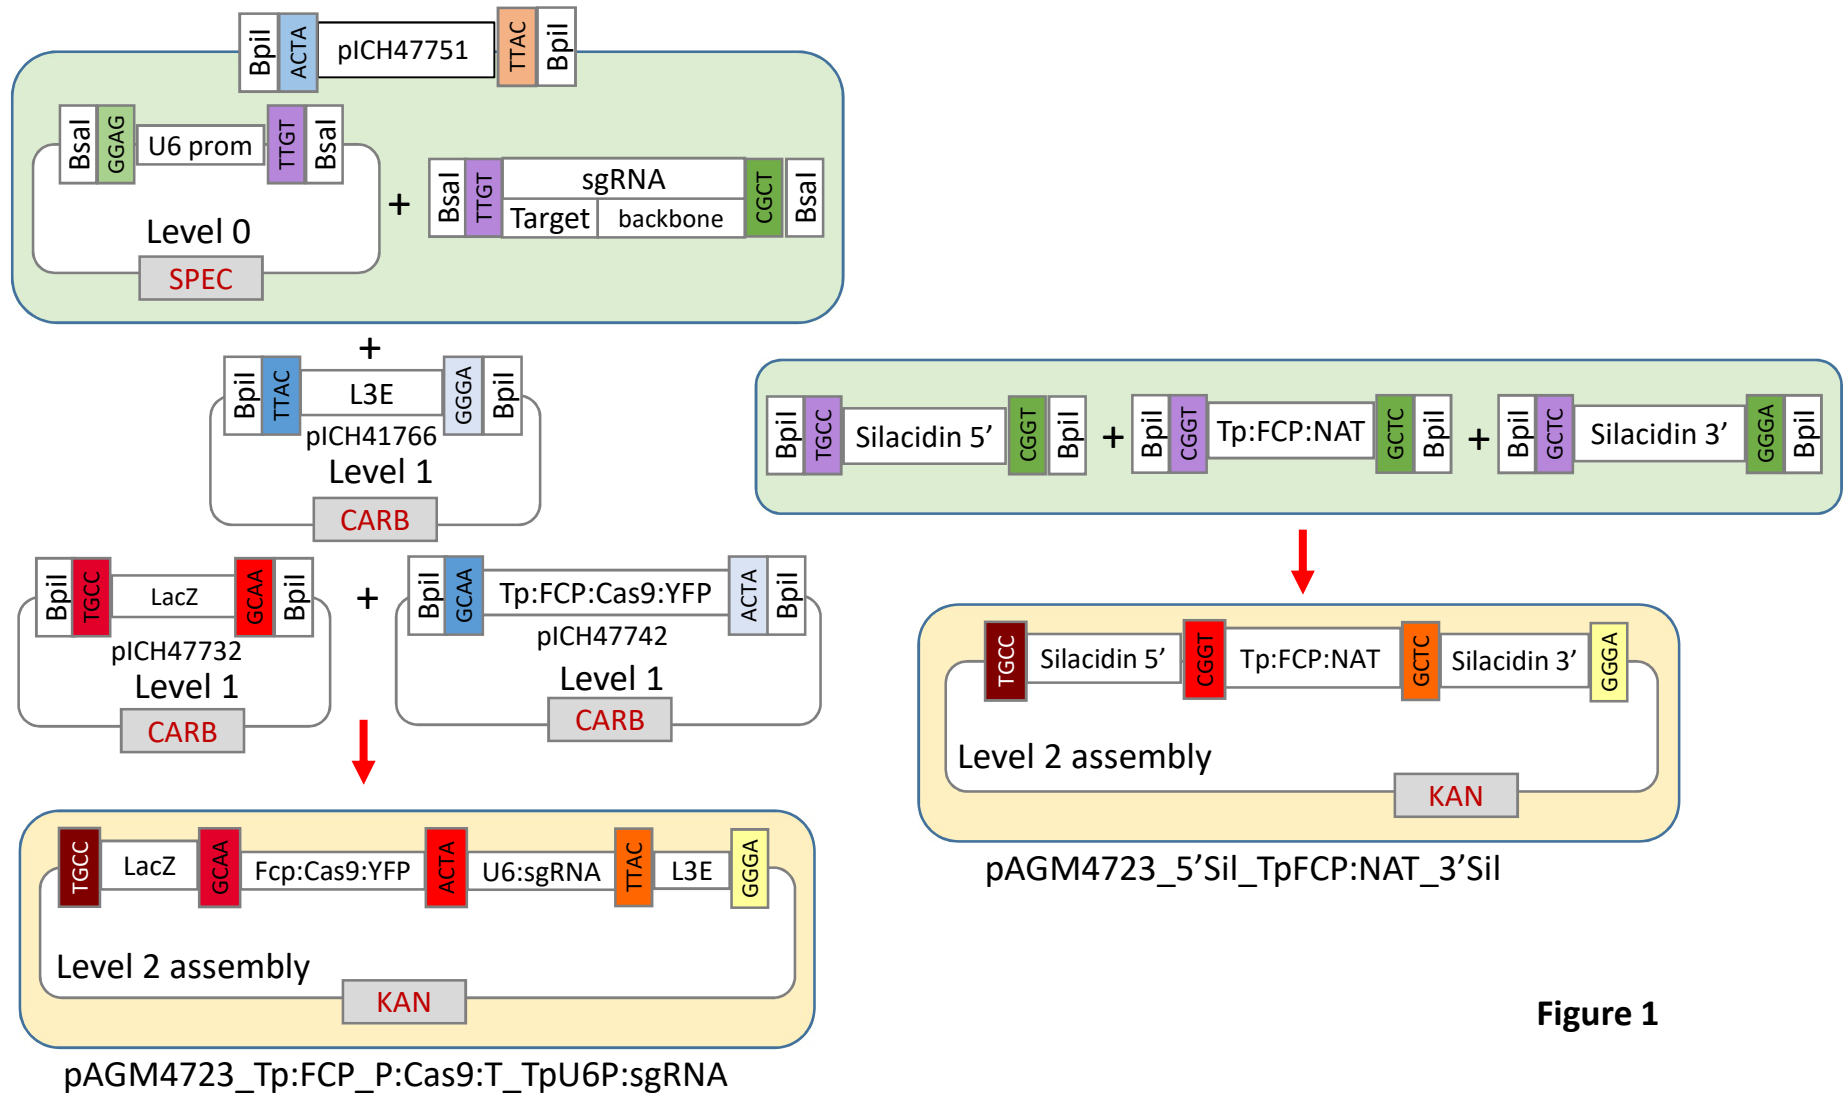 BpiI ACTA pICH47751 TTAC BpiI
BsaI GGAG U6 prom TTGT BsaI
Level 0
SPEC
+
BsaI TTGT sgRNA CGCT BsaI
Target backbone
+
BpiI TTAC L3E GGGA BpiI
pICH41766
Level 1
CARB
BpiI TGCC LacZ GCAA BpiI
pICH47732
Level 1
CARB
+
BpiI GCAA Tp:FCP:Cas9:YFP ACTA BpiI
pICH47742
Level 1
CARB
TGCC LacZ GCAA Fcp:Cas9:YFP ACTA U6:sgRNA TTAC L3E GGGA
Level 2 assembly
KAN
pAGM4723_Tp:FCP_P:Cas9:T_TpU6P:sgRNA
BpiI TGCC Silacidin 5’ CGGT BpiI + BpiI CGGT Tp:FCP:NAT GCTC BpiI + BpiI GCTC Silacidin 3’ GGGA BpiI
TGCC Silacidin 5’ CGGT Tp:FCP:NAT GCTC Silacidin 3’ GGGA
Level 2 assembly
KAN
pAGM4723_5’Sil_TpFCP:NAT_3’Sil
Figure 1